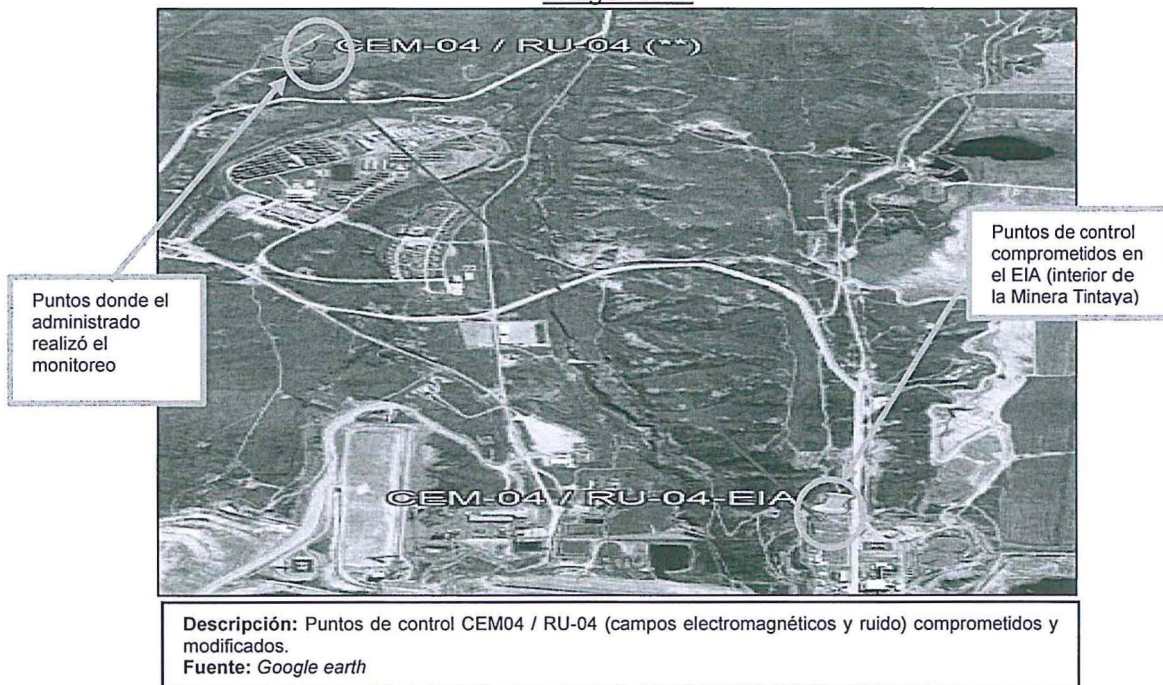 CEM-04 / RU-04 (**)
Puntos donde el
administrado
realizó el
monitoreo
Puntos de control
comprometidos en
el EIA (interior de
la Minera Tintaya)
CEM-04 / RU-04-EIA
Descripción: Puntos de control CEM04 / RU-04 (campos electromagnéticos y ruido) comprometidos y
modificados.
Fuente: Google earth